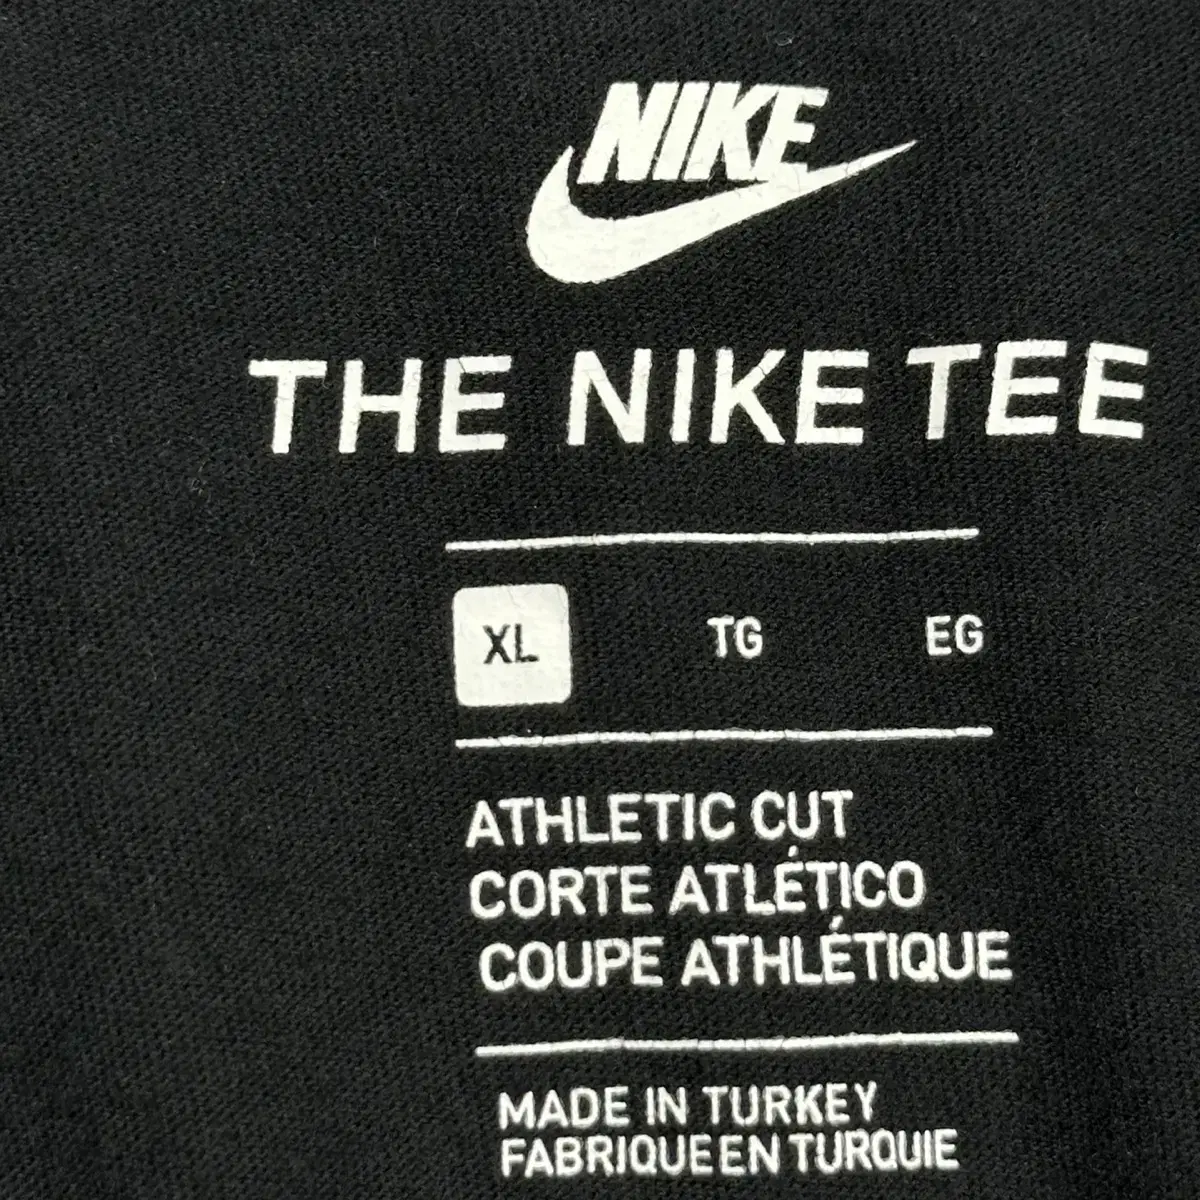 NIKE
THE NIKE TEE
XL TG EG
ATHLETIC CUT
CORTE ATLÉTICO
COUPE ATHLÉTIQUE
MADE IN TURKEY
FABRIQUE EN TURQUIE